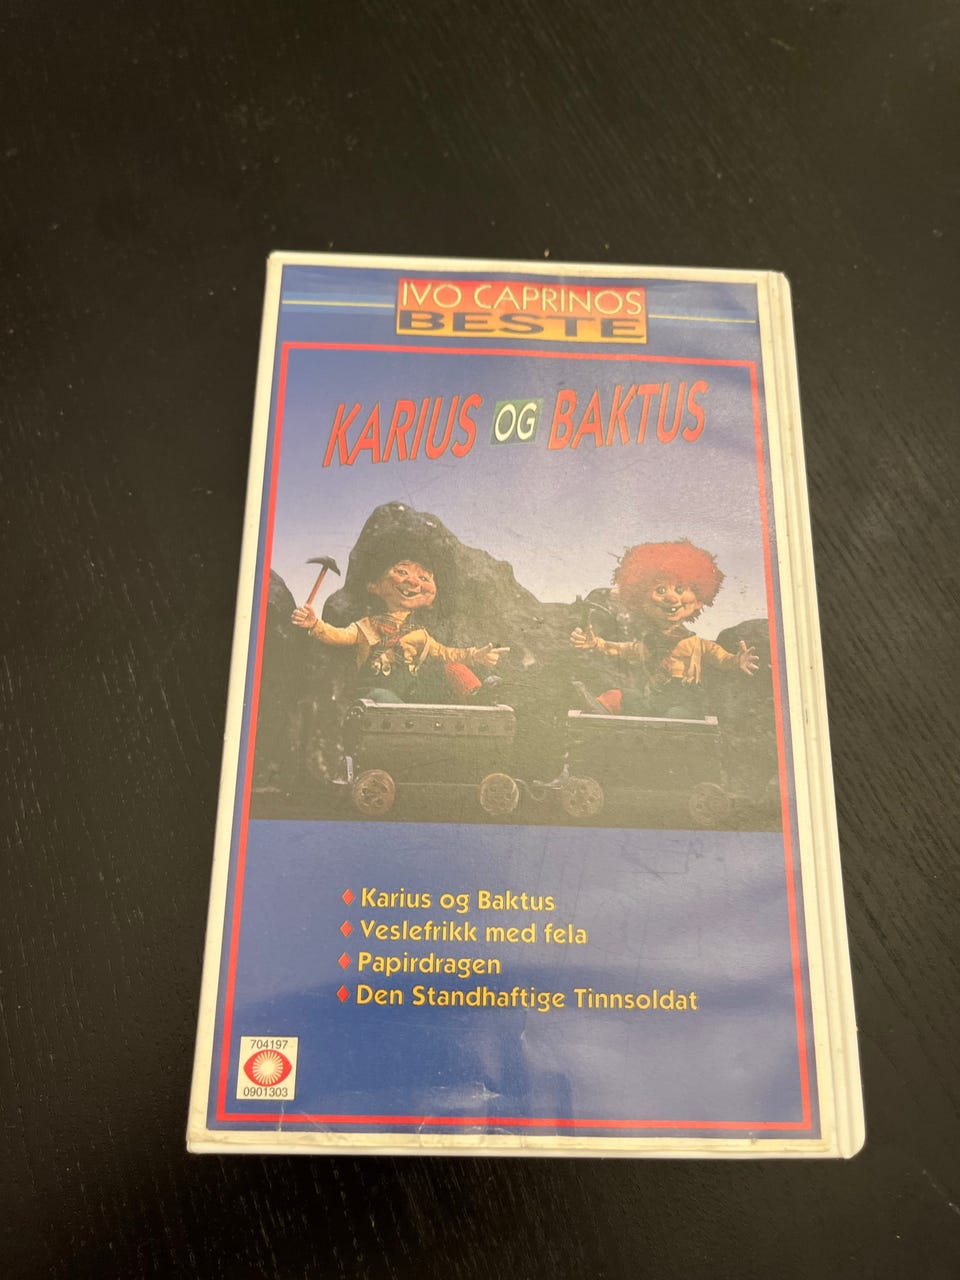 IVO CAPRINOS
BESTE
KARIUS OG BAKTUS
Karius og Baktus
Veslefrikk med fela
Papirdragen
Den Standhaftige Tinnsoldat
704197
0901303